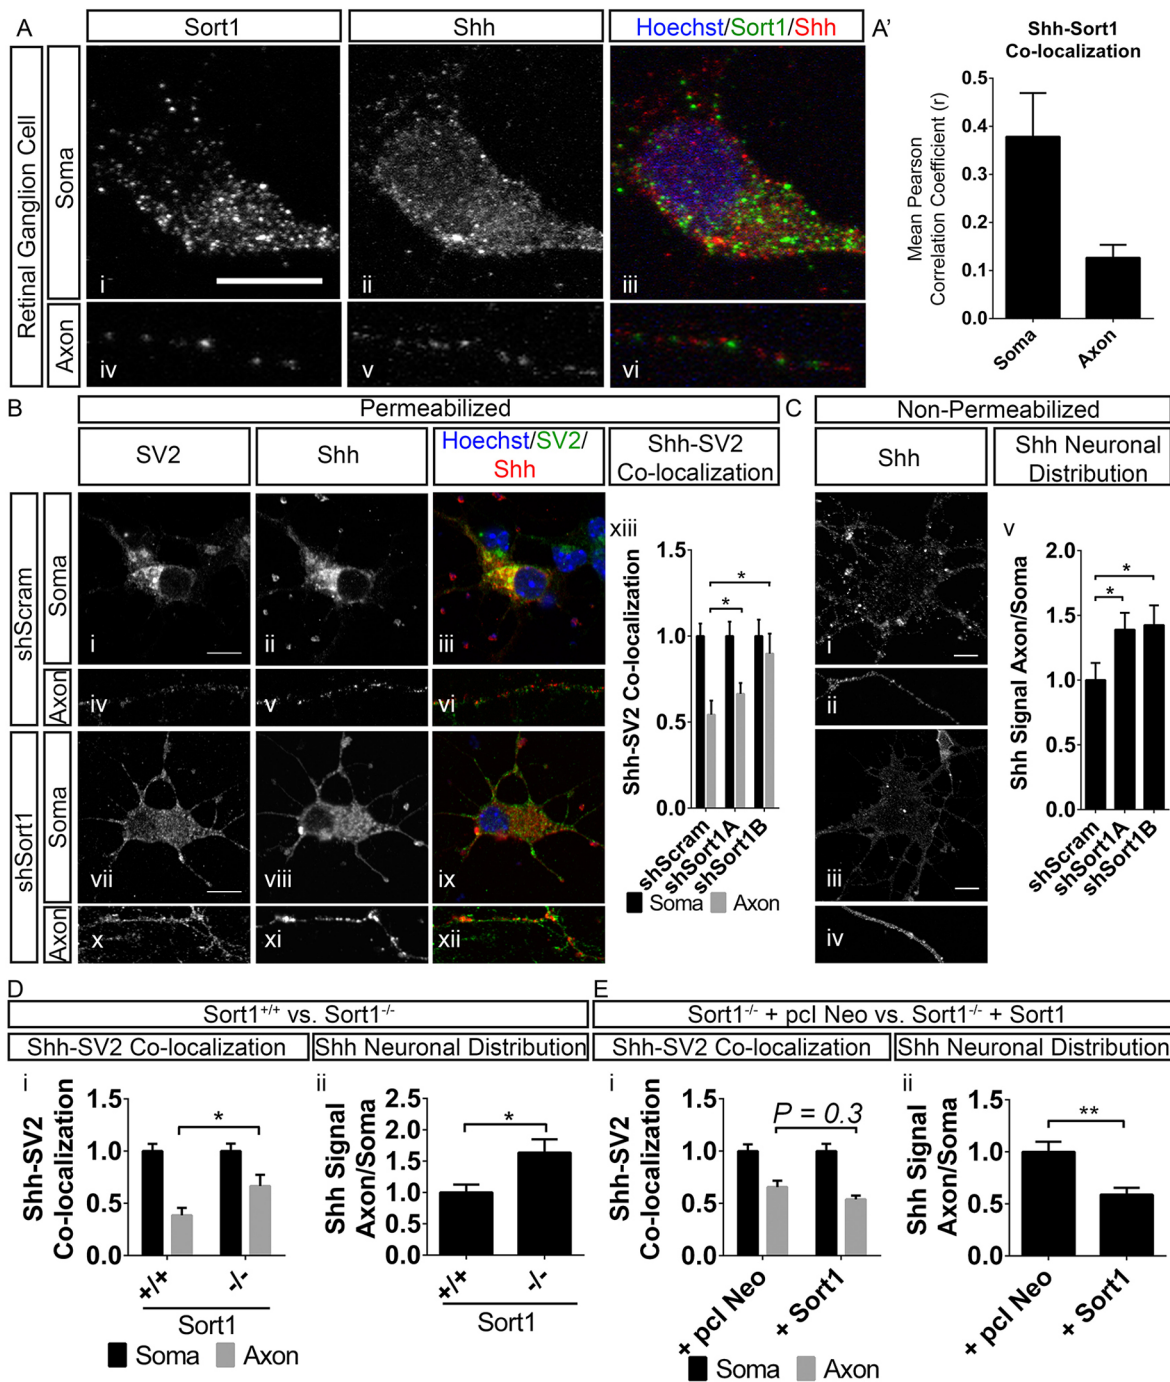 A
Sort1
Shh
Hoechst/Sort1/Shh
A'
Shh-Sort1
Co-localization
Retinal Ganglion Cell
Soma
Axon
i
ii
iii
iv
v
vi
Mean Pearson
Correlation Coefficient (r)
0.5
0.4
0.3
0.2
0.1
0.0
Soma
Axon
B
Permeabilized
SV2
Shh
Hoechst/SV2/
Shh
Shh-SV2
Co-localization
shScram
Soma
Axon
shSort1
Soma
Axon
i
ii
iii
iv
v
vi
vii
viii
ix
x
xi
xii
xiii
Shh-SV2 Co-localization
1.5
1.0
0.5
0.0
*
*
shScram
shSort1A
shSort1B
Soma
Axon
C
Non-Permeabilized
Shh
Shh Neuronal
Distribution
i
ii
iii
iv
v
Shh Signal Axon/Soma
2.0
1.5
1.0
0.5
0.0
*
*
shScram
shSort1A
shSort1B
D
Sort1+/+ vs. Sort1-/-
Shh-SV2 Co-localization
Shh Neuronal Distribution
i
Shh-SV2
Co-localization
1.5
1.0
0.5
0.0
*
+/+
-/-
Sort1
Soma
Axon
ii
Shh Signal
Axon/Soma
2.5
2.0
1.5
1.0
0.5
0.0
*
+/+
-/-
Sort1
E
Sort1-/- + pcI Neo vs. Sort1-/- + Sort1
Shh-SV2 Co-localization
Shh Neuronal Distribution
i
Shh-SV2
Co-localization
1.5
1.0
0.5
0.0
P = 0.3
+ pcI Neo
+ Sort1
Soma
Axon
ii
Shh Signal
Axon/Soma
1.5
1.0
0.5
0.0
**
+ pcI Neo
+ Sort1